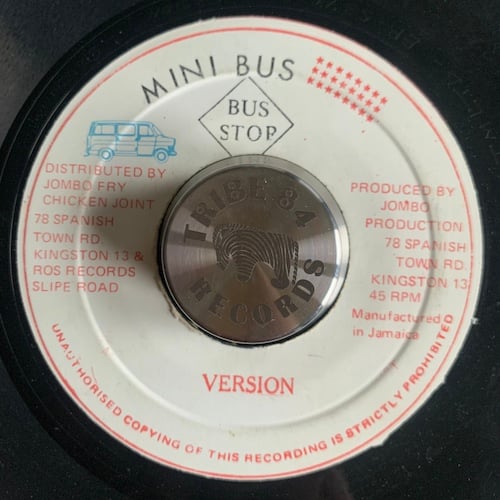 MINI BUS
BUS
STOP
DISTRIBUTED BY
JOMBO FRY
CHICKEN JOINT
78 SPANISH
TOWN RD.
KINGSTON 13 &
ROS RECORDS
SLIPE ROAD
TRIBE 84
RECORDS
PRODUCED BY
JOMBO
PRODUCTION
78 SPANISH
TOWN RD.
KINGSTON 13
45 RPM
Manufactured
in Jamaica
VERSION
UNAUTHORISED COPYING OF THIS RECORDING IS STRICTLY PROHIBITED